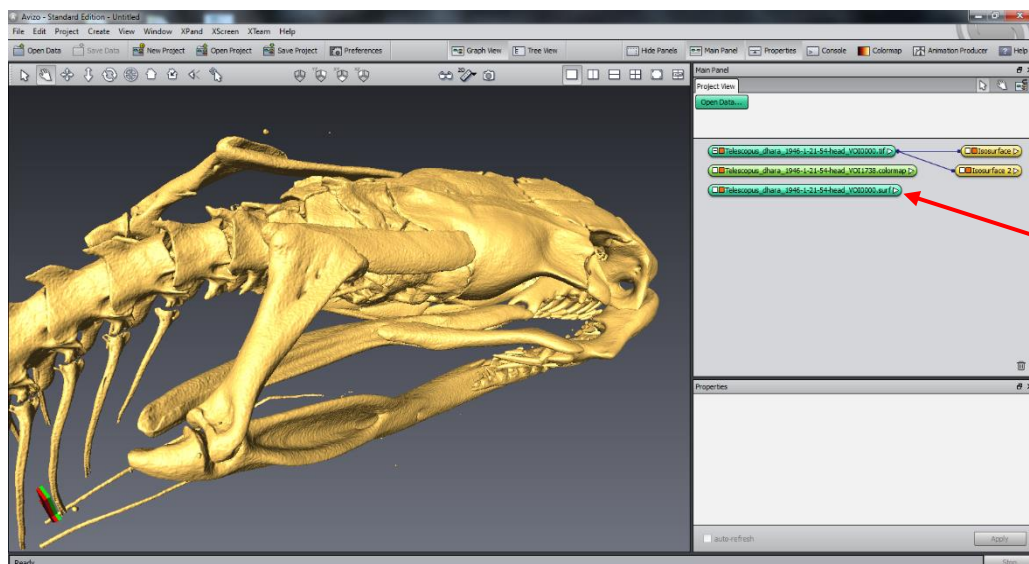 Avizo - Standard Edition - Untitled
File Edit Project Create View Window XPand XScreen XTeam Help
Open Data Save Data New Project Open Project Save Project Preferences Graph View Tree View Hide Panels Main Panel Properties Console Colormap Animation Producer Help
Main Panel
Project View
Open Data...
Telescopus_dhara_1946-1-21-54-head_VOI0000.tif Isosurface
Telescopus_dhara_1946-1-21-54-head_VOI1738.colormap Isosurface 2
Telescopus_dhara_1946-1-21-54-head_VOI0000.surf
Properties
auto-refresh Apply
Ready Stop